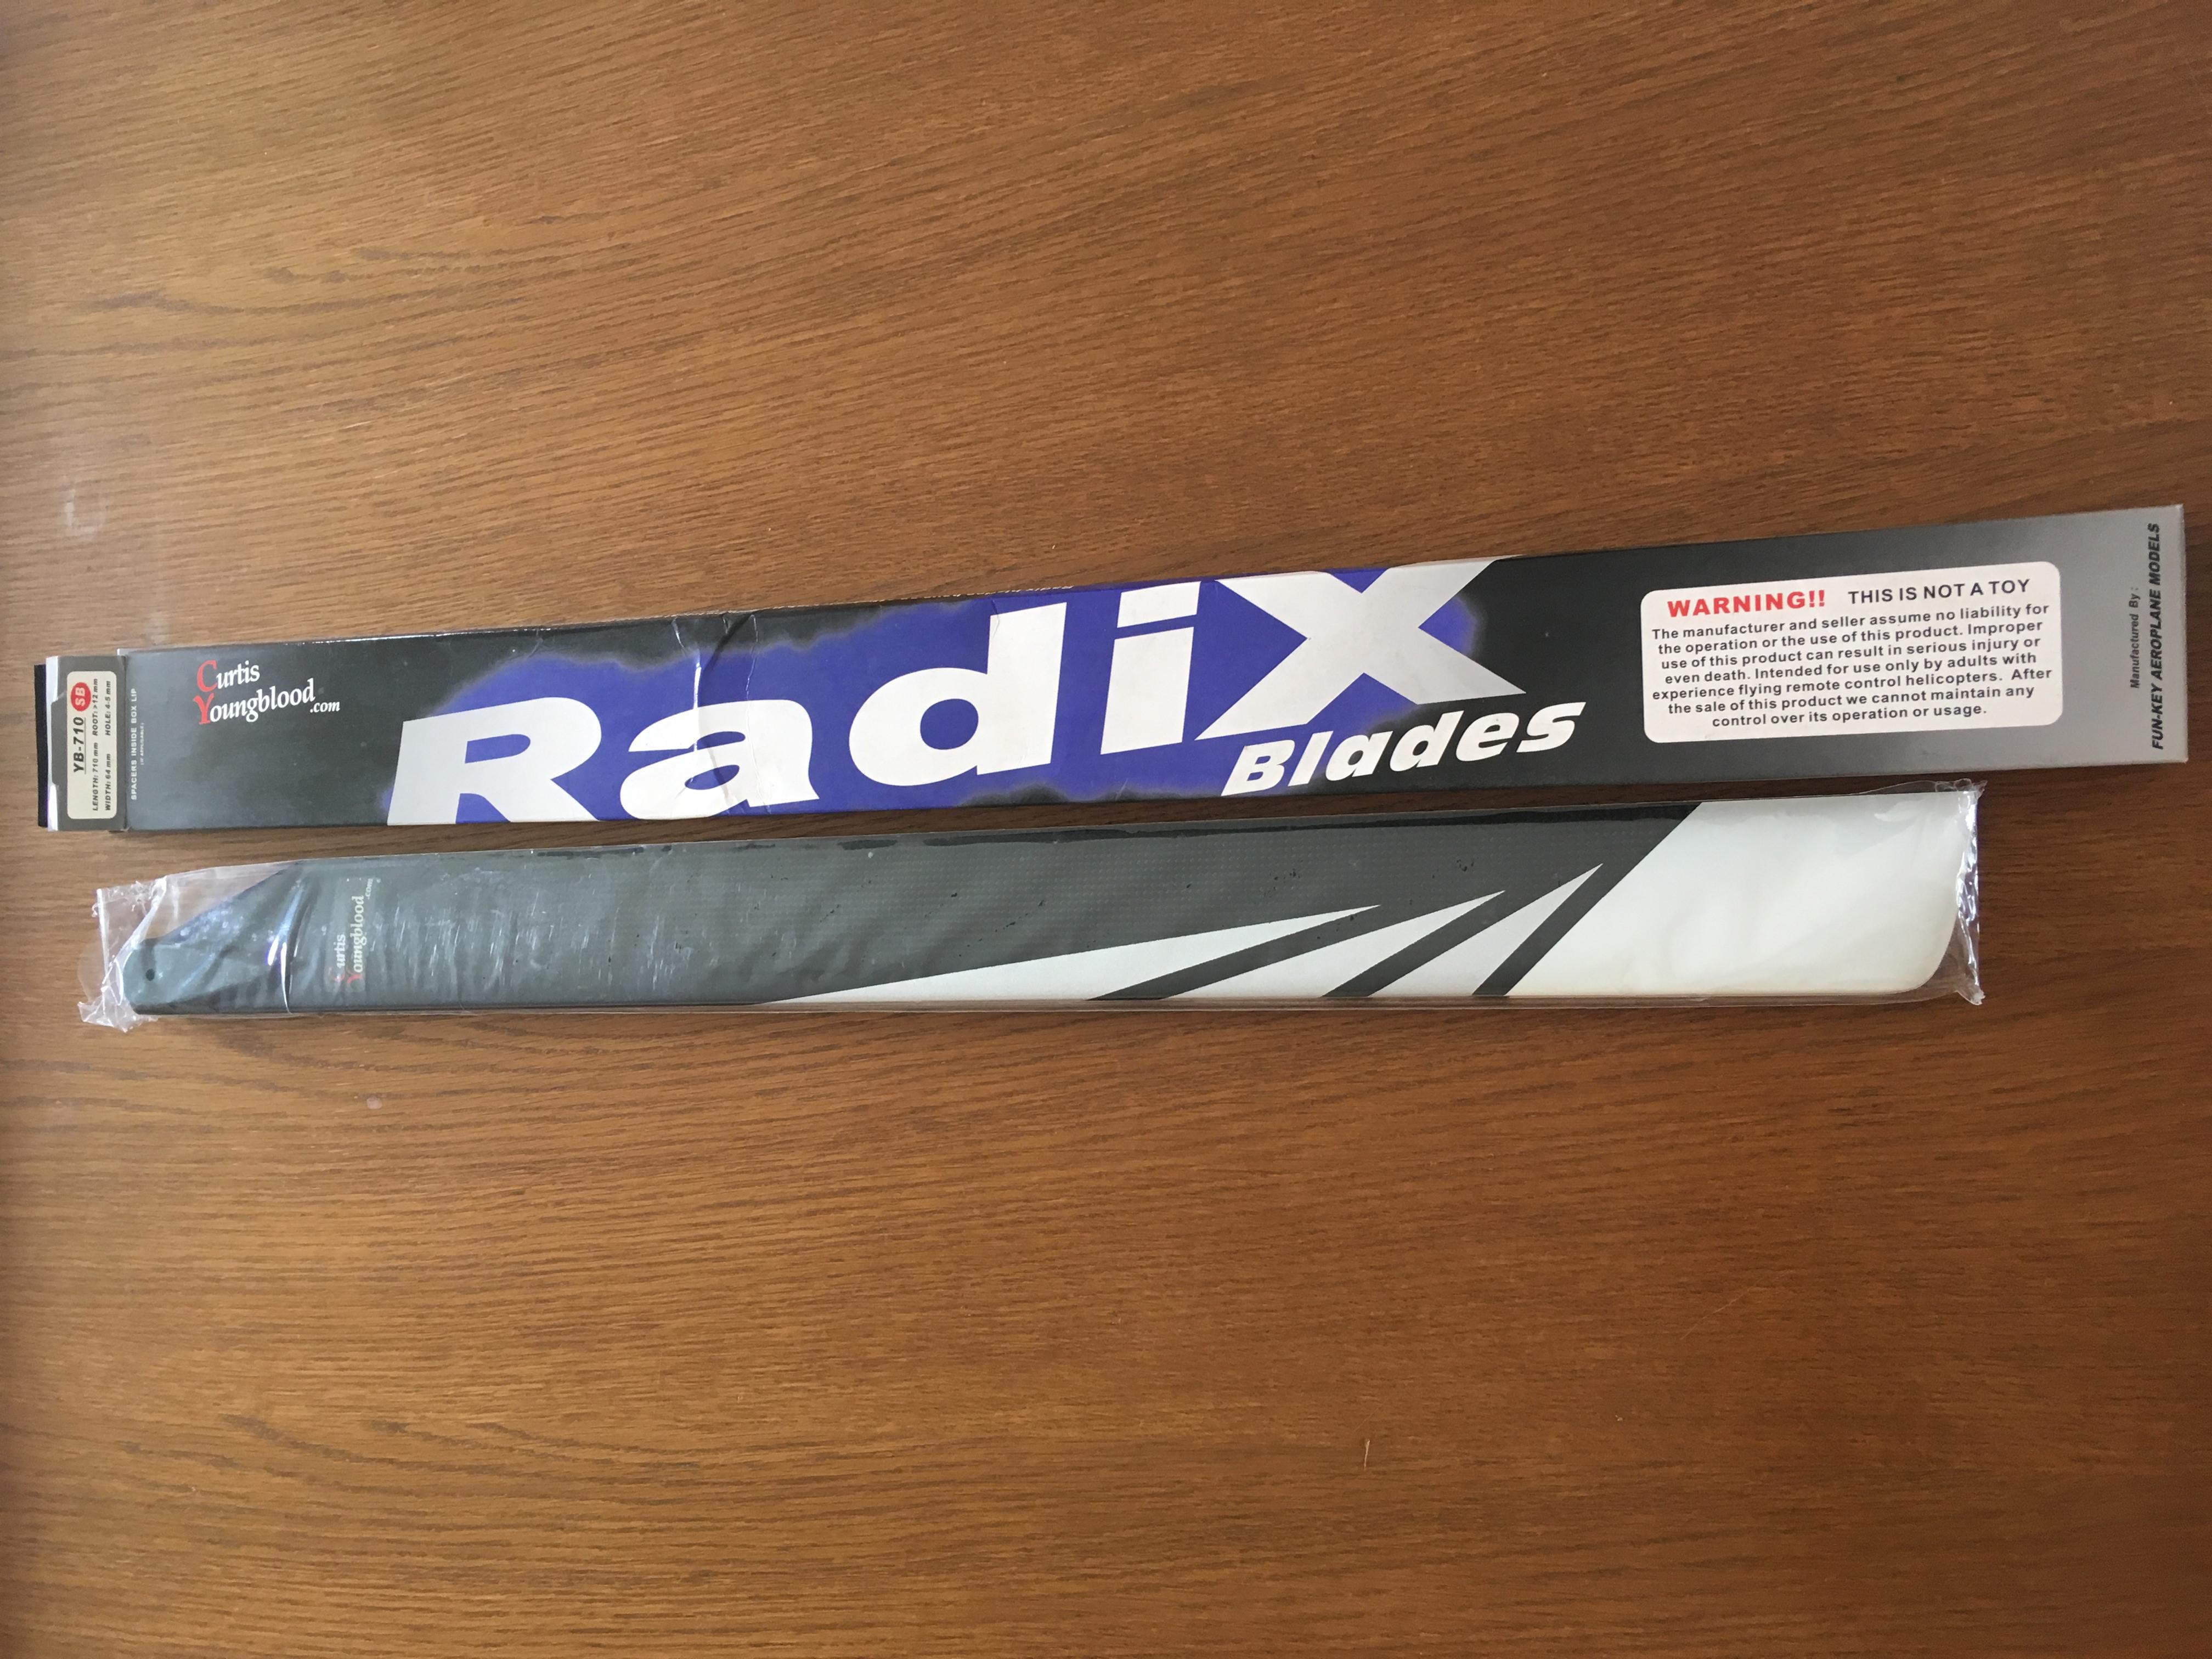 YB-710 SB
LENGTH: 710 mm ROOT: >12 mm
WIDTH: 64 mm HOLE: 4-5 mm
SPACERS INSIDE BOX LIP
Curtis
Youngblood
.com
Radix
Blades
WARNING!! THIS IS NOT A TOY
The manufacturer and seller assume no liability for
the operation or the use of this product. Improper
use of this product can result in serious injury or
even death. Intended for use only by adults with
experience flying remote control helicopters. After
the sale of this product we cannot maintain any
control over its operation or usage.
Manufactured By:
FUN-KEY AEROPLANE MODELS
Curtis
Youngblood
.com